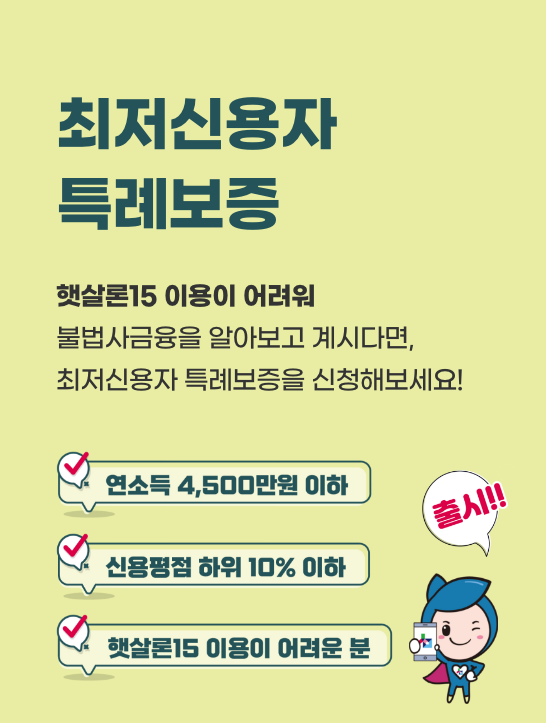 최저신용자
특례보증
햇살론15 이용이 어려워
불법사금융을 알아보고 계시다면,
최저신용자 특례보증을 신청해보세요!
연소득 4,500만원 이하
출시!!
신용평점 하위 10% 이하
햇살론15 이용이 어려운 분